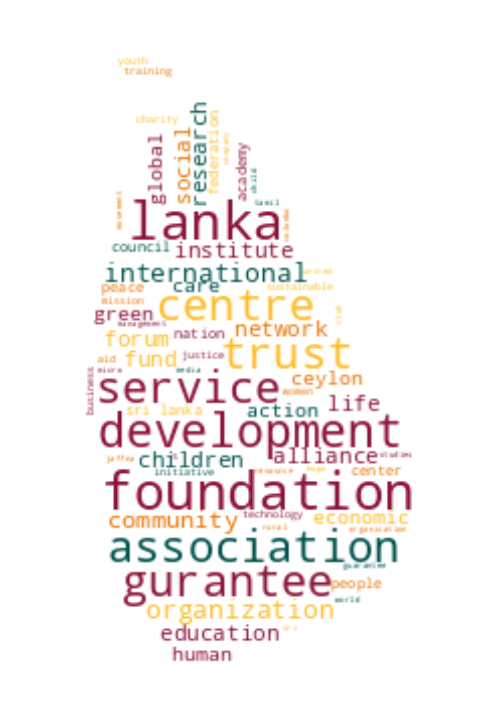 youth
training
charity
global
social
research
federation
company
academy
child
tamil
lanka
council
institute
international
united
care
sustainable
peace
mission
centre
green
management
club
forum
nation
network
trust
aid
fund
justice
micro
media
ceylon
business
service
women
sri lanka
action
life
development
jaffna
children
alliance
studies
initiative
resource
hope
center
foundation
community
technology
economic
rural
organisation
association
guarantee
gurantee
people
world
organization
education
human